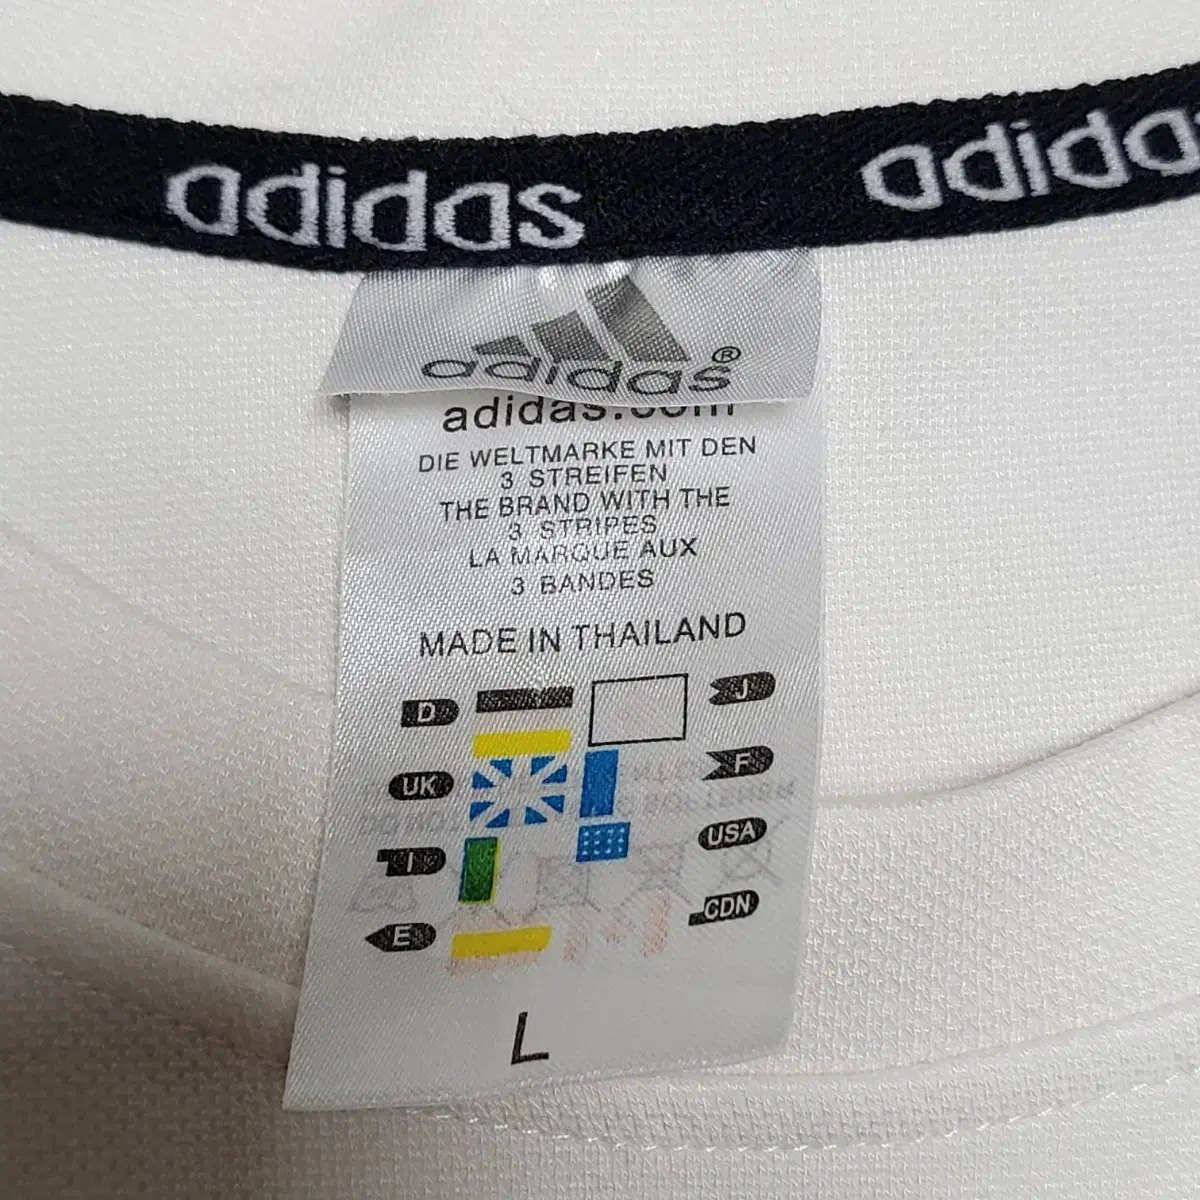 adidas adidas
adidas®
adidas.com
DIE WELTMARKE MIT DEN
3 STREIFEN
THE BRAND WITH THE
3 STRIPES
LA MARQUE AUX
3 BANDES
MADE IN THAILAND
D J
UK F
I USA
E CDN
L